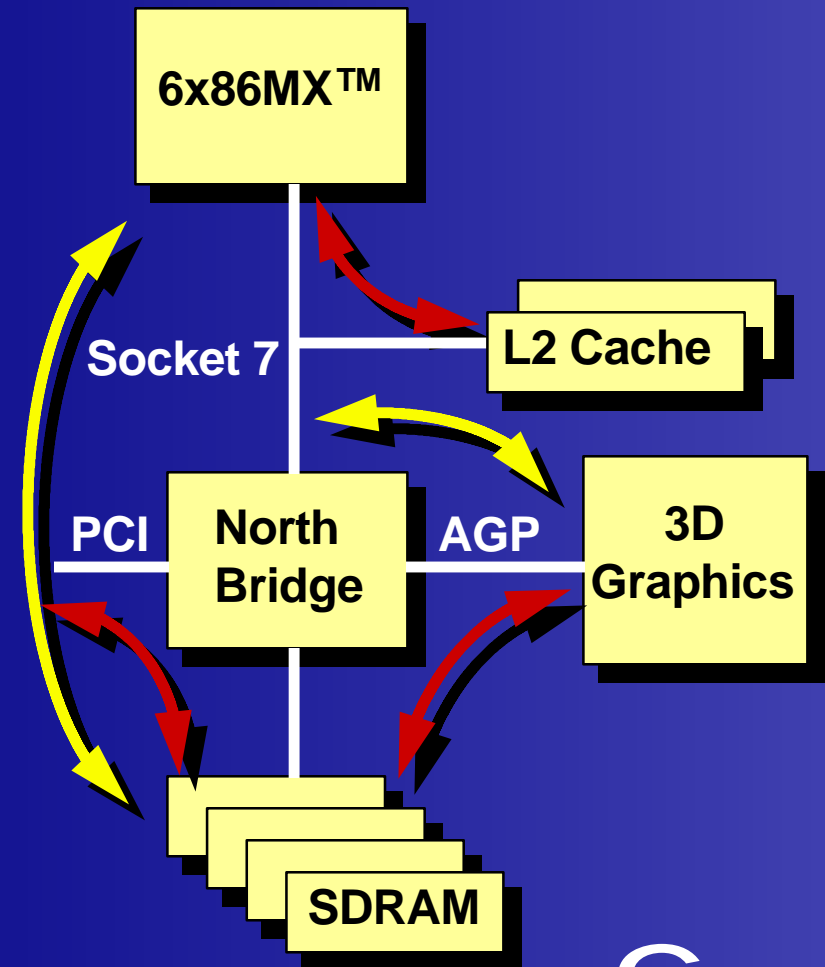 6x86MX™
Socket 7
L2 Cache
PCI
North
Bridge
AGP
3D
Graphics
SDRAM